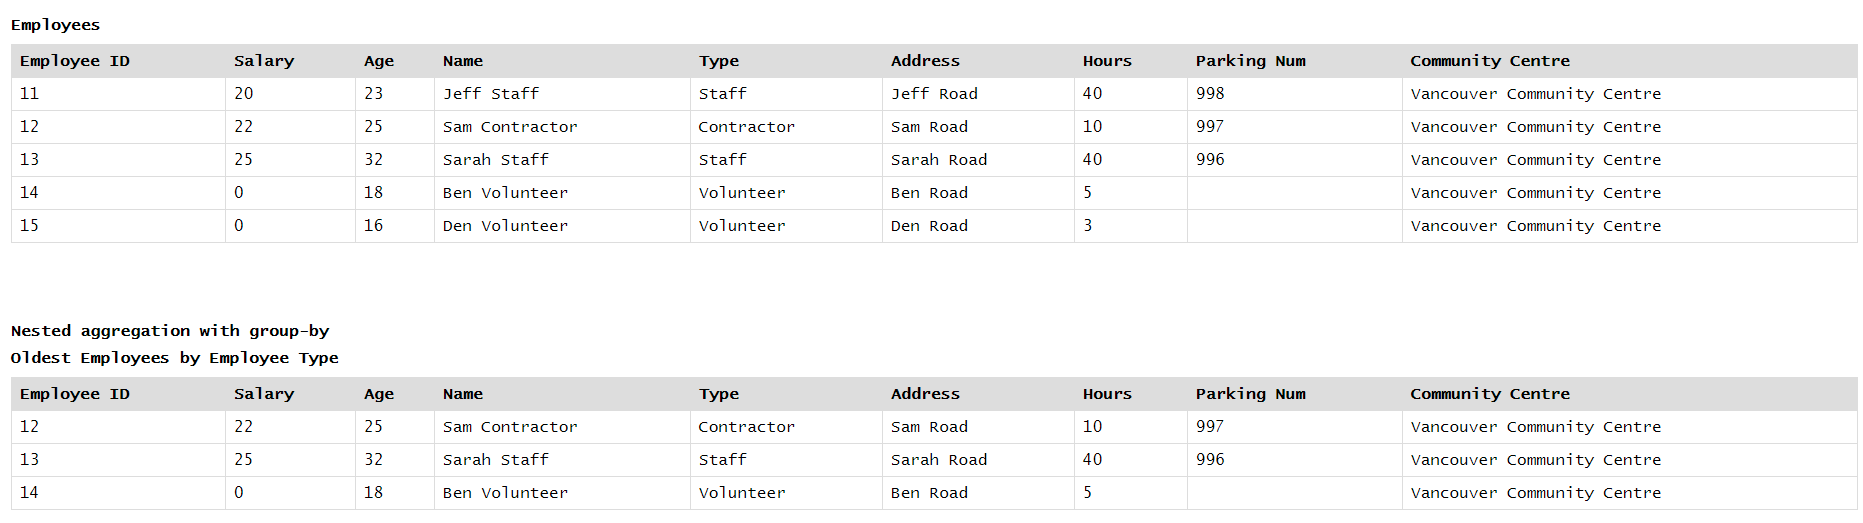 Employees
Employee ID Salary Age Name Type Address Hours Parking Num Community Centre
11 20 23 Jeff Staff Staff Jeff Road 40 998 Vancouver Community Centre
12 22 25 Sam Contractor Contractor Sam Road 10 997 Vancouver Community Centre
13 25 32 Sarah Staff Staff Sarah Road 40 996 Vancouver Community Centre
14 0 18 Ben Volunteer Volunteer Ben Road 5 Vancouver Community Centre
15 0 16 Den Volunteer Volunteer Den Road 3 Vancouver Community Centre
Nested aggregation with group-by
Oldest Employees by Employee Type
Employee ID Salary Age Name Type Address Hours Parking Num Community Centre
12 22 25 Sam Contractor Contractor Sam Road 10 997 Vancouver Community Centre
13 25 32 Sarah Staff Staff Sarah Road 40 996 Vancouver Community Centre
14 0 18 Ben Volunteer Volunteer Ben Road 5 Vancouver Community Centre